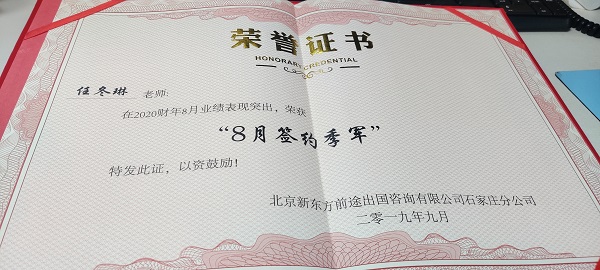 荣誉证书
HONORARY CREDENTIAL
任冬琳 老师:
在2020财年8月业绩表现突出，荣获
“8月签约季军”
特发此证，以资鼓励！
北京新东方前途出国咨询有限公司石家庄分公司
二零一九年九月